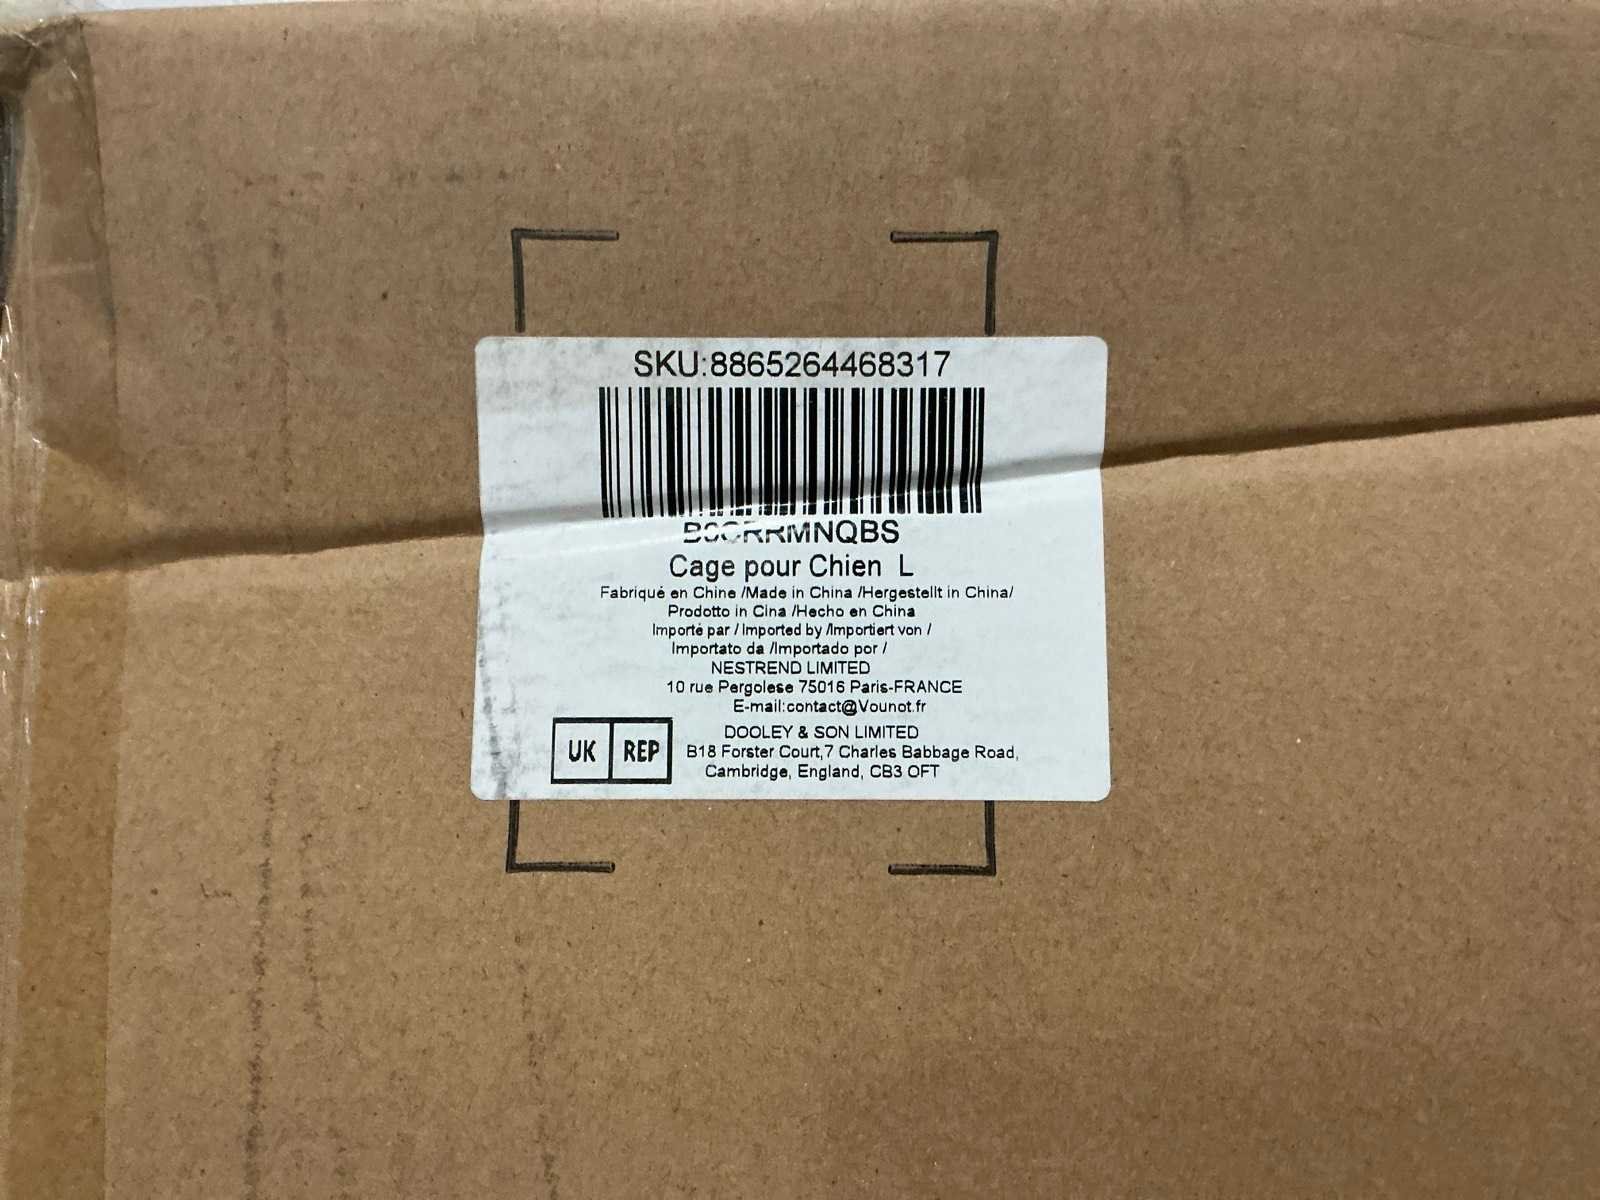 SKU:8865264468317
Cage pour Chien L
Fabriqué en Chine /Made in China /Hergestellt in China/
Prodotto in Cina /Hecho en China
Importé par / Imported by /Importiert von /
Importato da /Importado por /
NESTREND LIMITED
10 rue Pergolese 75016 Paris-FRANCE
E-mail:contact@Vounot.fr
UK REP
DOOLEY & SON LIMITED
B18 Forster Court,7 Charles Babbage Road,
Cambridge, England, CB3 OFT